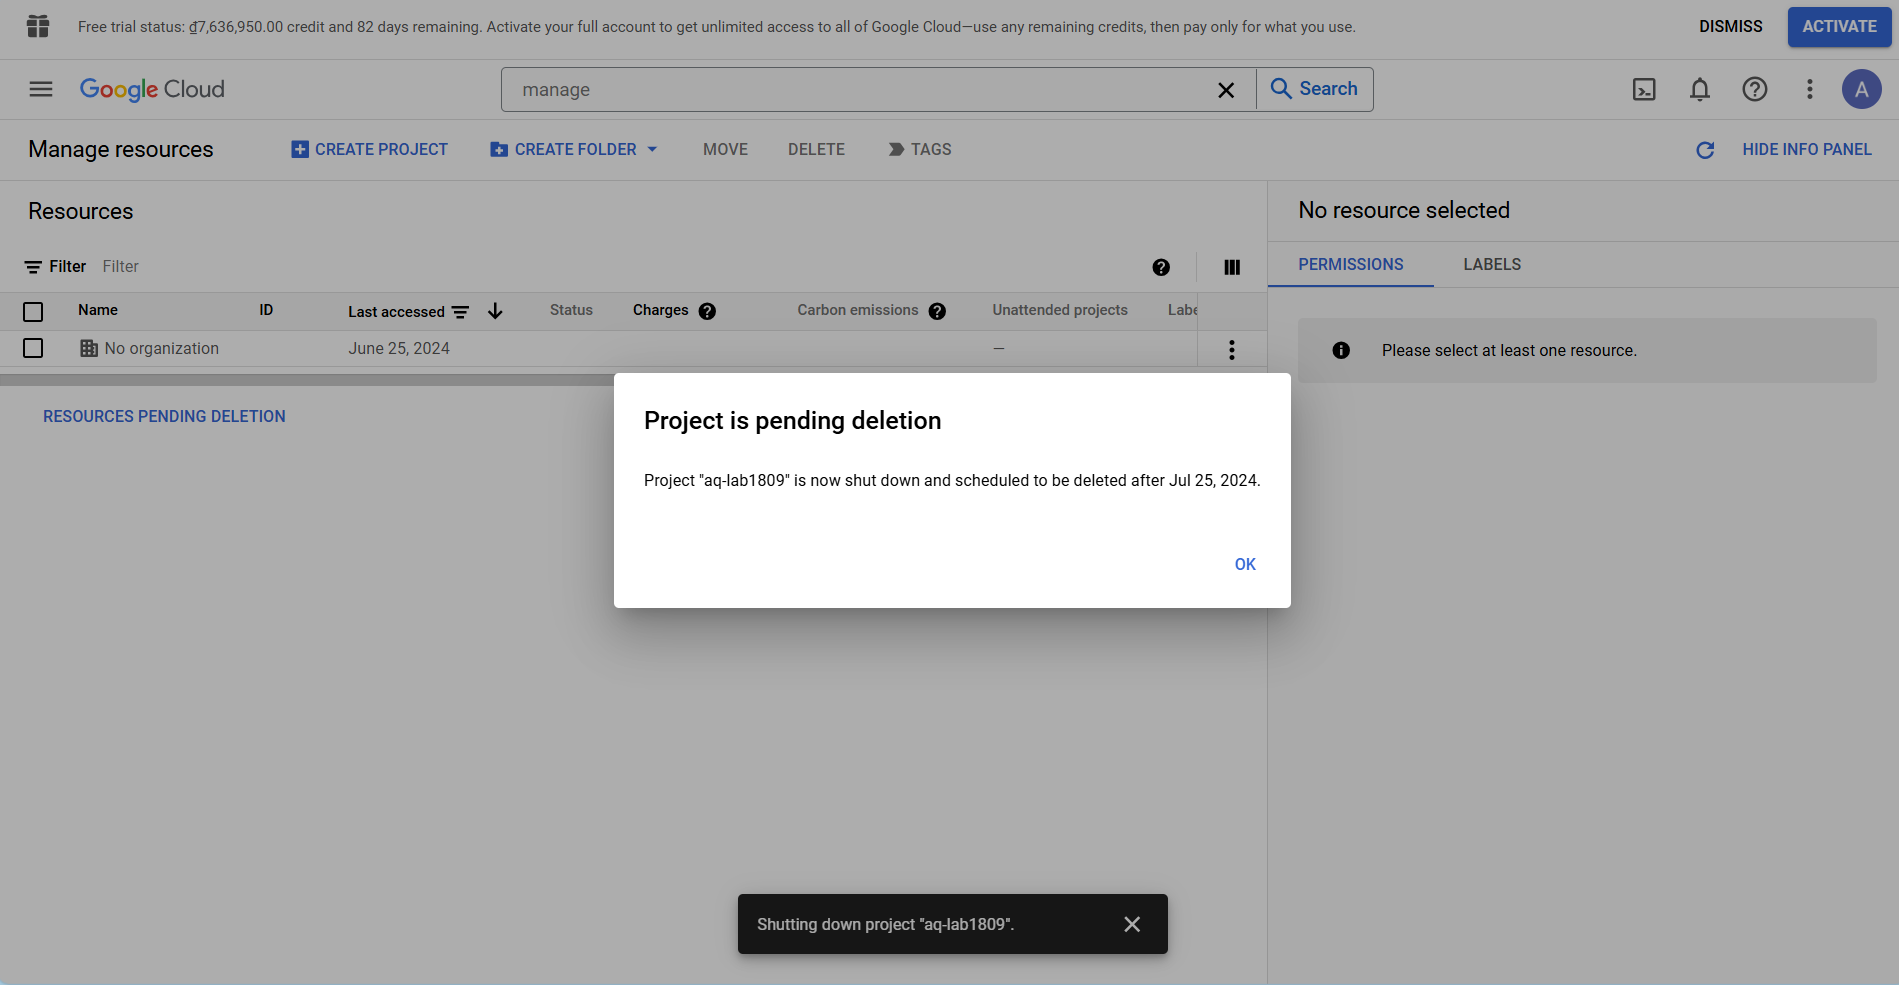 Free trial status: ₫7,636,950.00 credit and 82 days remaining. Activate your full account to get unlimited access to all of Google Cloud—use any remaining credits, then pay only for what you use.
DISMISS
ACTIVATE
Google Cloud
manage
Search
A
Manage resources
CREATE PROJECT
CREATE FOLDER
MOVE
DELETE
TAGS
HIDE INFO PANEL
Resources
Filter Filter
Name ID Last accessed Status Charges Carbon emissions Unattended projects Labe
No organization June 25, 2024 —
RESOURCES PENDING DELETION
No resource selected
PERMISSIONS LABELS
Please select at least one resource.
Project is pending deletion
Project "aq-lab1809" is now shut down and scheduled to be deleted after Jul 25, 2024.
OK
Shutting down project "aq-lab1809".